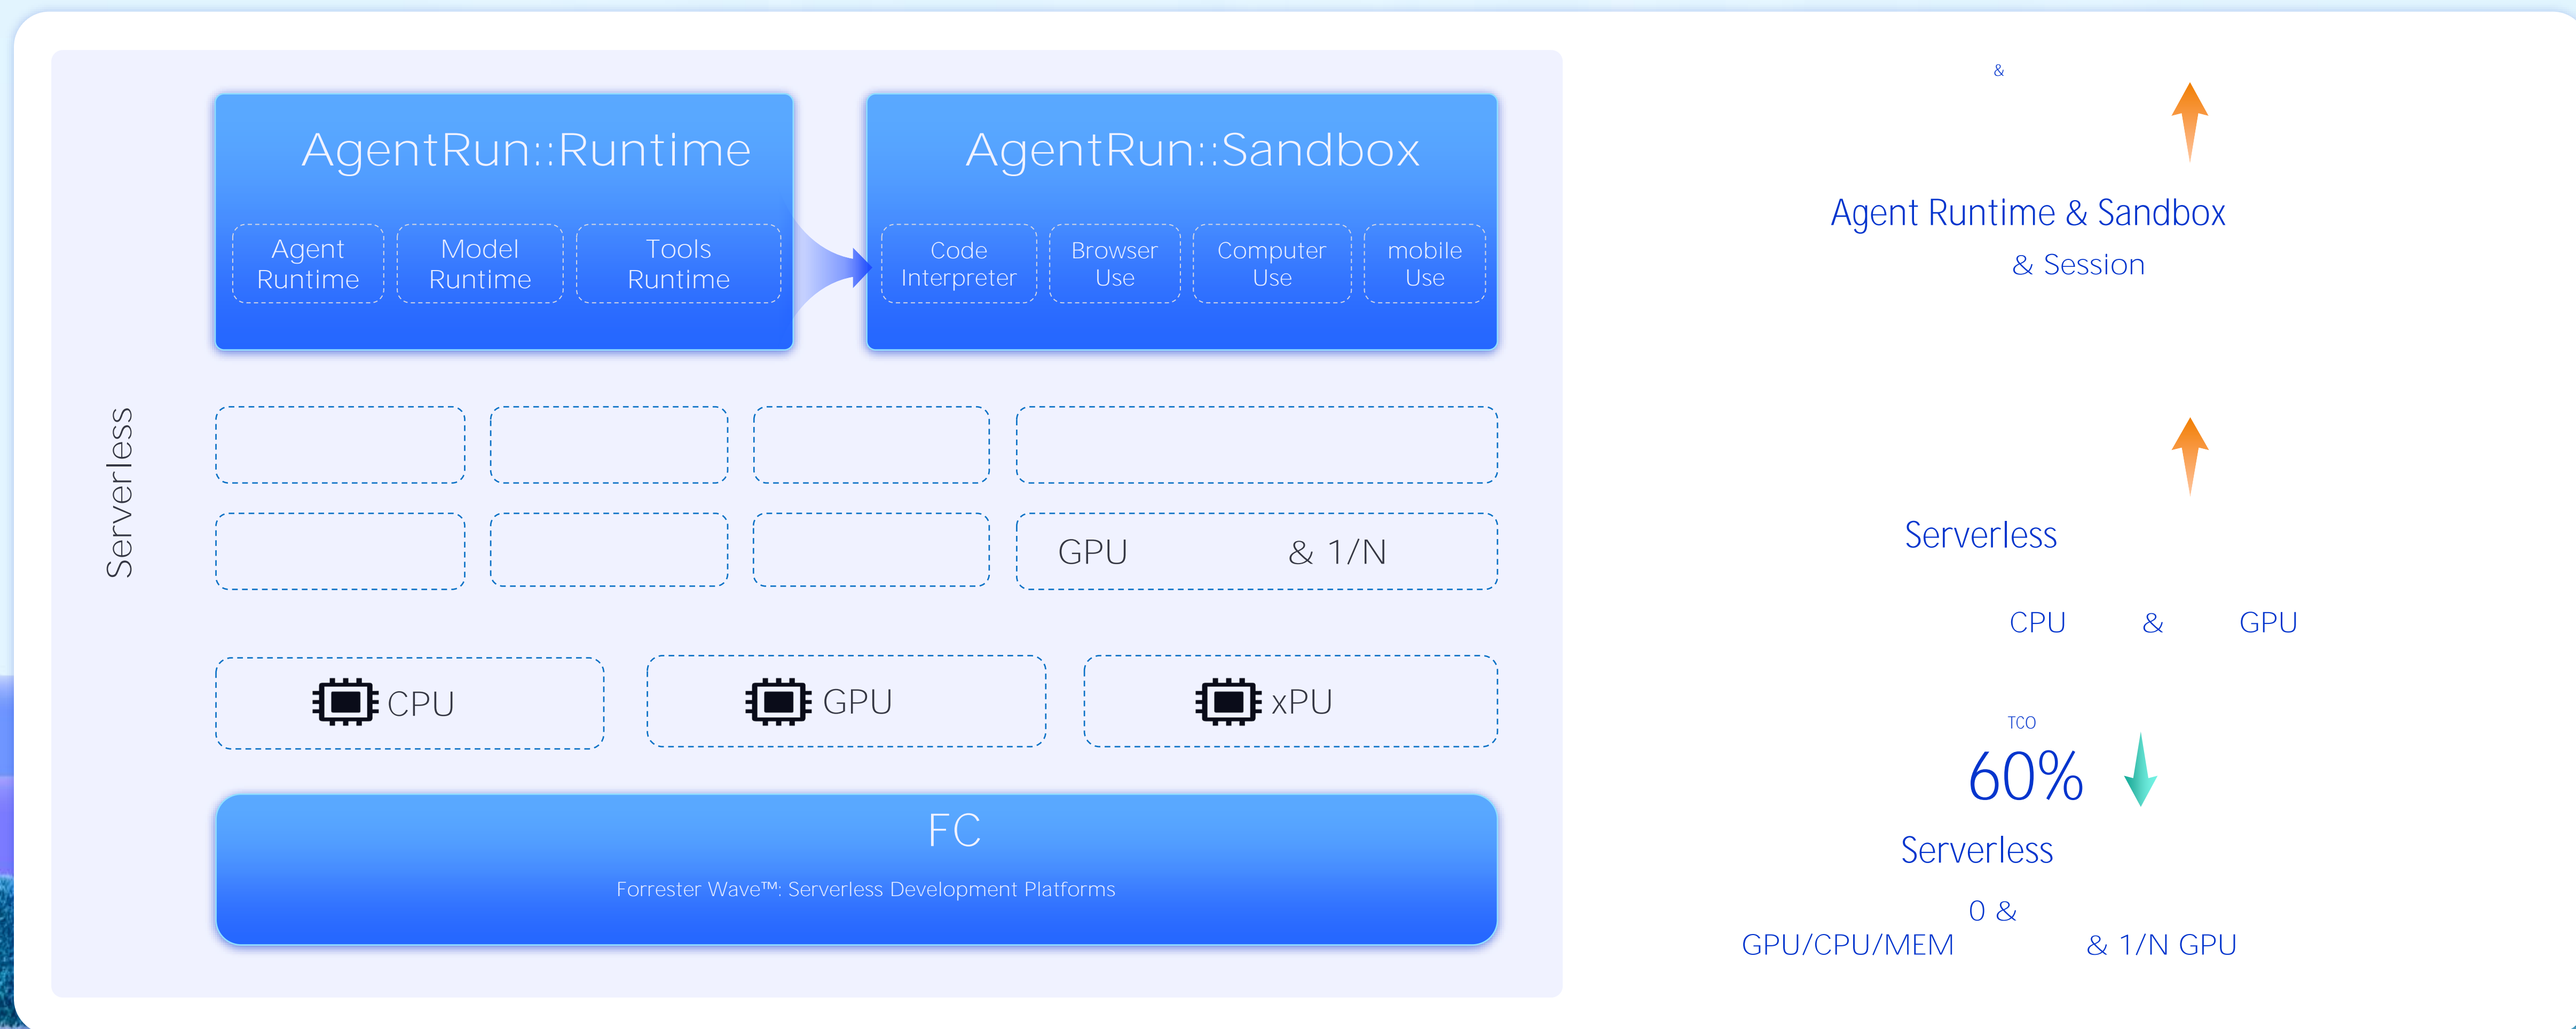 Serverless
AgentRun::Runtime
Agent
Runtime
Model
Runtime
Tools
Runtime
AgentRun::Sandbox
Code
Interpreter
Browser
Use
Computer
Use
mobile
Use
GPU & 1/N
CPU
GPU
xPU
FC
Forrester Wave™: Serverless Development Platforms
&
Agent Runtime & Sandbox
& Session
Serverless
CPU & GPU
TCO
60%
Serverless
0 &
GPU/CPU/MEM & 1/N GPU